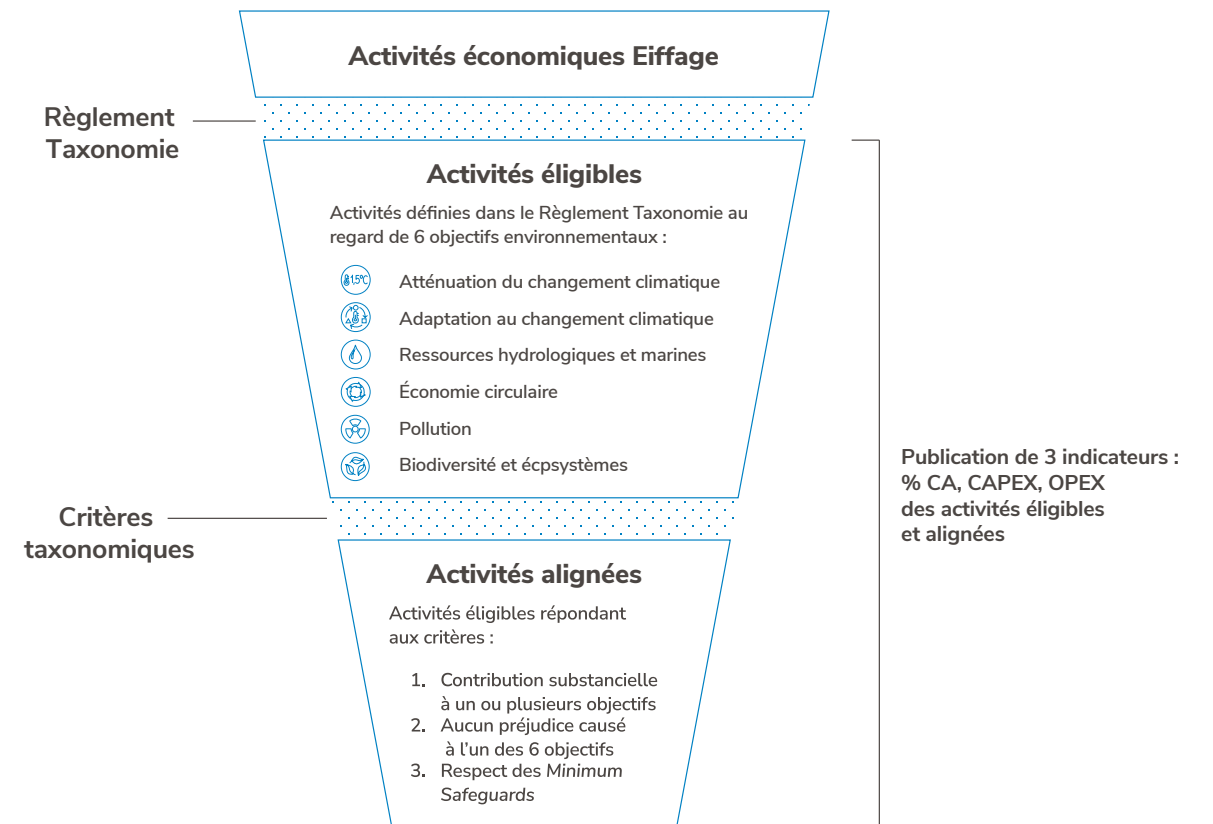 Activités économiques Eiffage
Règlement
Taxonomie
Activités éligibles
Activités définies dans le Règlement Taxonomie au
regard de 6 objectifs environnementaux :
1,5°C
Atténuation du changement climatique
Adaptation au changement climatique
Ressources hydrologiques et marines
Économie circulaire
Pollution
Biodiversité et écpsystèmes
Critères
taxonomiques
Activités alignées
Activités éligibles répondant
aux critères :
1. Contribution substancielle
à un ou plusieurs objectifs
2. Aucun préjudice causé
à l'un des 6 objectifs
3. Respect des Minimum
Safeguards
Publication de 3 indicateurs :
% CA, CAPEX, OPEX
des activités éligibles
et alignées